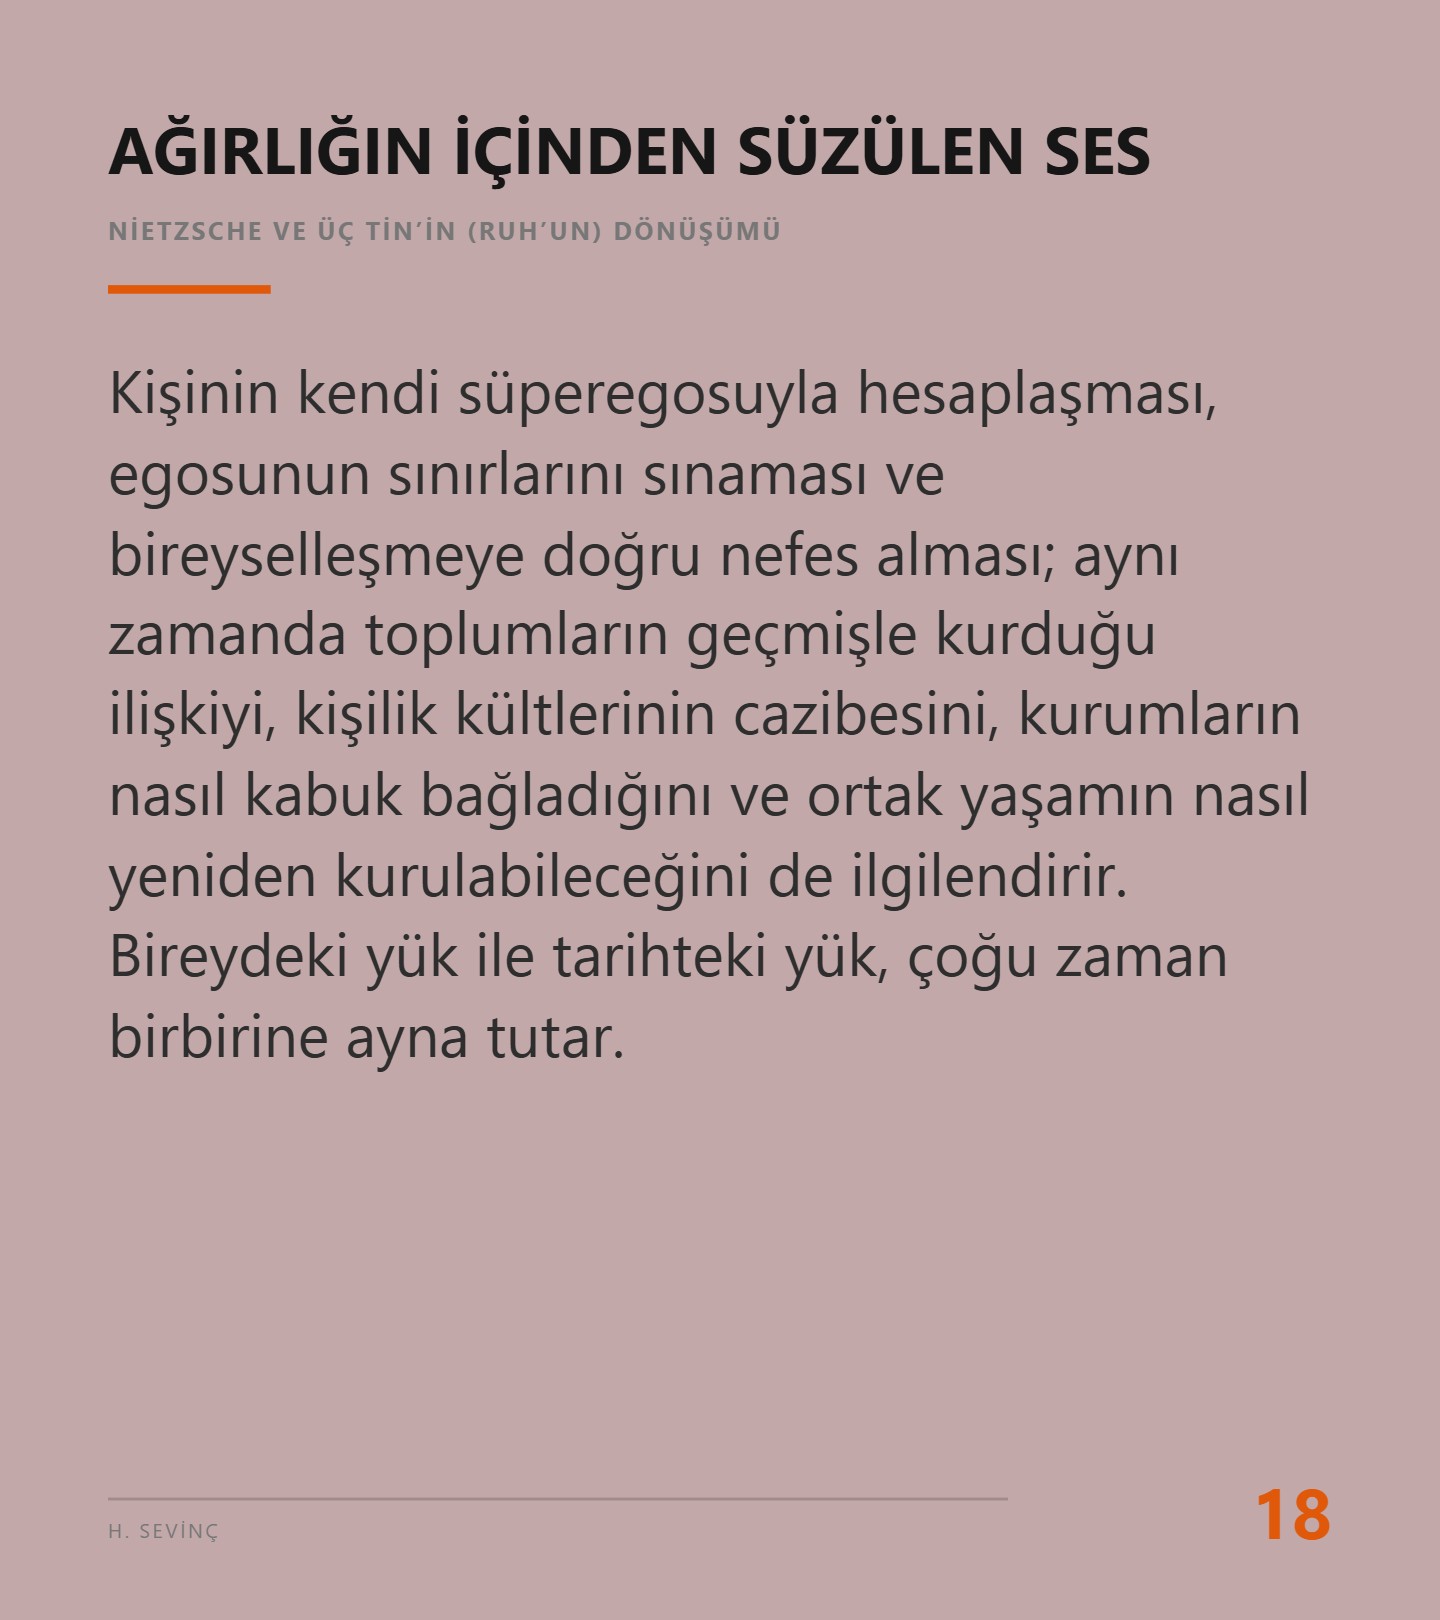 AĞIRLIĞIN İÇİNDEN SÜZÜLEN SES
NİETZSCHE VE ÜÇ TİN’İN (RUH’UN) DÖNÜŞÜMÜ
Kişinin kendi süperegosuyla hesaplaşması,
egosunun sınırlarını sınaması ve
bireyselleşmeye doğru nefes alması; aynı
zamanda toplumların geçmişle kurduğu
ilişkiyi, kişilik kültlerinin cazibesini, kurumların
nasıl kabuk bağladığını ve ortak yaşamın nasıl
yeniden kurulabileceğini de ilgilendirir.
Bireydeki yük ile tarihteki yük, çoğu zaman
birbirine ayna tutar.
H. SEVİNÇ
18